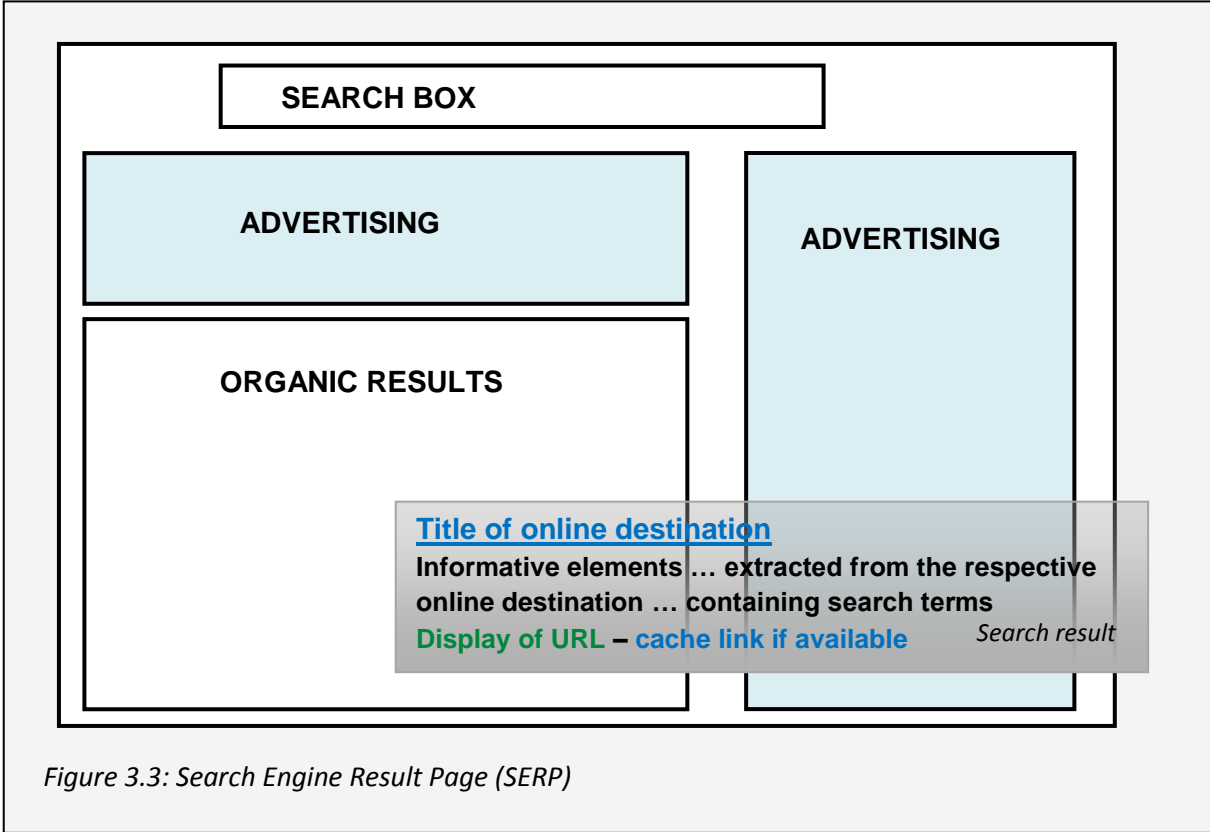 SEARCH BOX
ADVERTISING
ADVERTISING
ORGANIC RESULTS
Title of online destination
Informative elements … extracted from the respective
online destination … containing search terms
Display of URL – cache link if available
Search result
Figure 3.3: Search Engine Result Page (SERP)